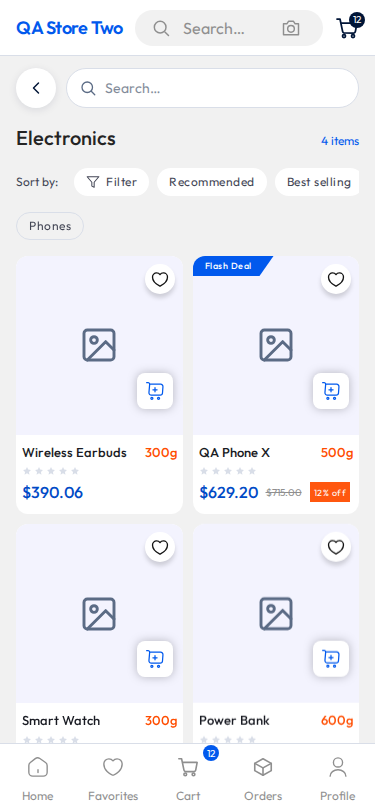 QA Store Two
Search...
12
Search...
Electronics
4 items
Sort by:
Filter
Recommended
Best selling
Phones
Flash Deal
Wireless Earbuds 300g
$390.06
QA Phone X 500g
$629.20 $715.00 12% off
Smart Watch 300g
Power Bank 600g
12
Home
Favorites
Cart
Orders
Profile